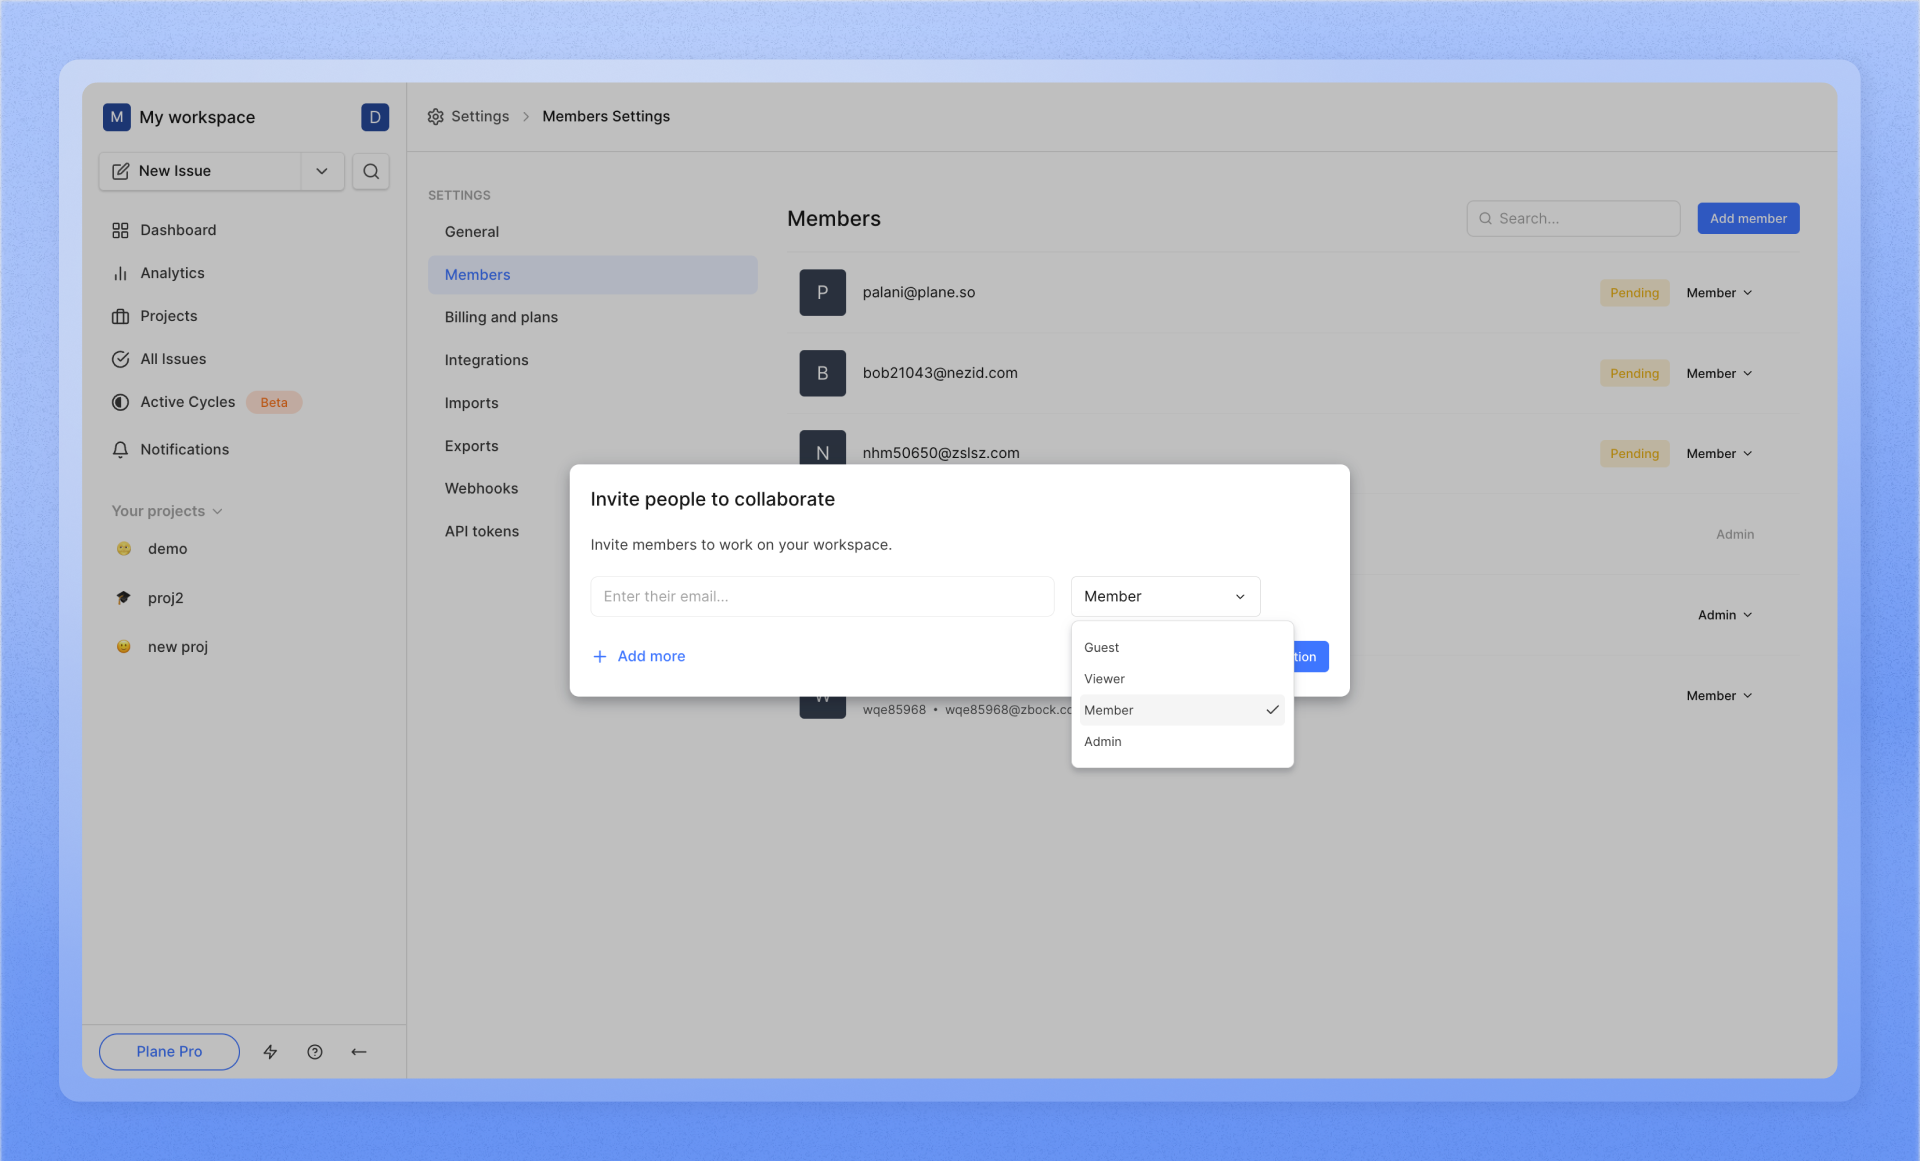 M My workspace D
New Issue
Dashboard
Analytics
Projects
All Issues
Active Cycles Beta
Notifications
Your projects
demo
proj2
new proj
Plane Pro
Settings > Members Settings
SETTINGS
General
Members
Billing and plans
Integrations
Imports
Exports
Webhooks
API tokens
Members
Search...
Add member
P palani@plane.so Pending Member
B bob21043@nezid.com Pending Member
N nhm50650@zslsz.com Pending Member
Admin
Admin
wqe85968 • wqe85968@zbock.co Member
Invite people to collaborate
Invite members to work on your workspace.
Enter their email...
Member
Guest
Viewer
Member
Admin
Add more
tion